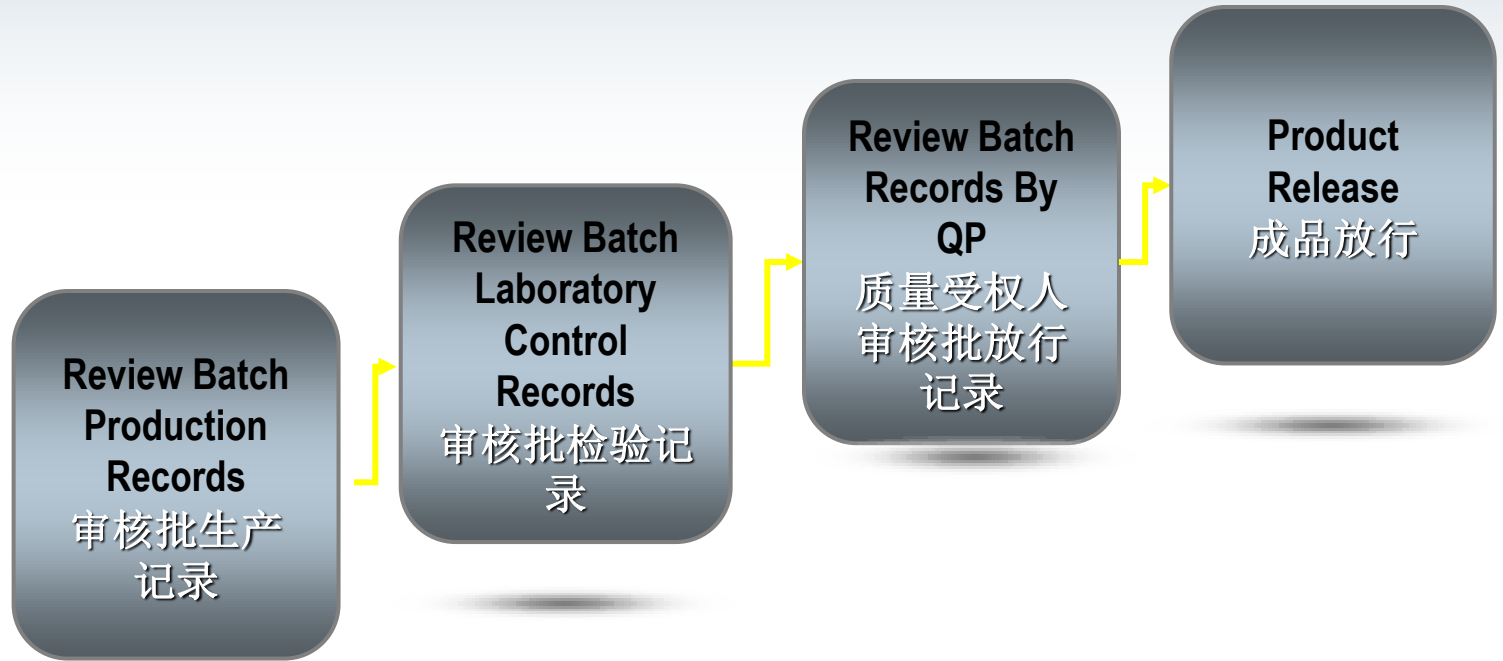 Review Batch
Production
Records
审核批生产
记录
Review Batch
Laboratory
Control
Records
审核批检验记
录
Review Batch
Records By
QP
质量受权人
审核批放行
记录
Product
Release
成品放行